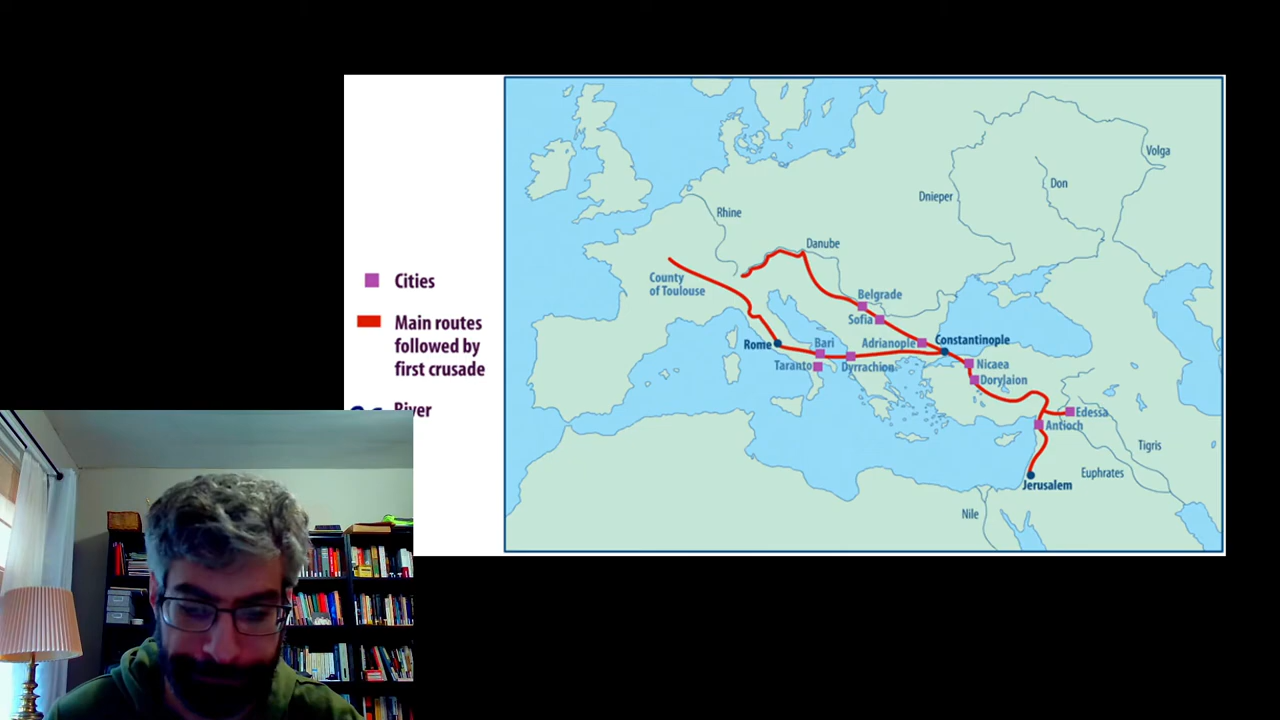 Cities
Main routes
followed by
first crusade
River
Volga
Don
Dnieper
Rhine
Danube
County
of Toulouse
Belgrade
Sofia
Rome
Bari
Adrianople
Constantinople
Taranto
Dyrrachion
Nicaea
Dorylaion
Edessa
Antioch
Tigris
Euphrates
Jerusalem
Nile